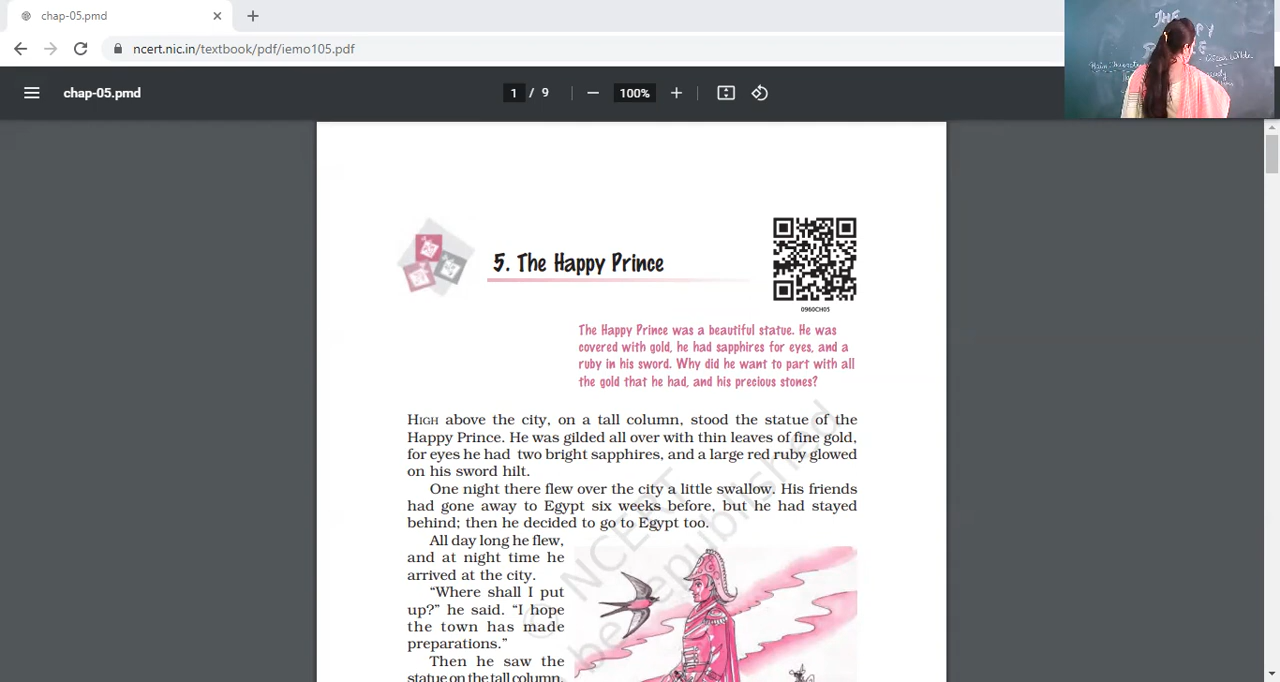 chap-05.pmd
ncert.nic.in/textbook/pdf/iemo105.pdf
chap-05.pmd
1 / 9
100%
THE
Oscar Wilde
5. The Happy Prince
0960CH05
The Happy Prince was a beautiful statue. He was
covered with gold, he had sapphires for eyes, and a
ruby in his sword. Why did he want to part with all
the gold that he had, and his precious stones?
HIGH above the city, on a tall column, stood the statue of the
Happy Prince. He was gilded all over with thin leaves of fine gold,
for eyes he had two bright sapphires, and a large red ruby glowed
on his sword hilt.
One night there flew over the city a little swallow. His friends
had gone away to Egypt six weeks before, but he had stayed
behind; then he decided to go to Egypt too.
All day long he flew,
and at night time he
arrived at the city.
“Where shall I put
up?” he said. “I hope
the town has made
preparations.”
Then he saw the
statue on the tall column.
© NCERT
be republished